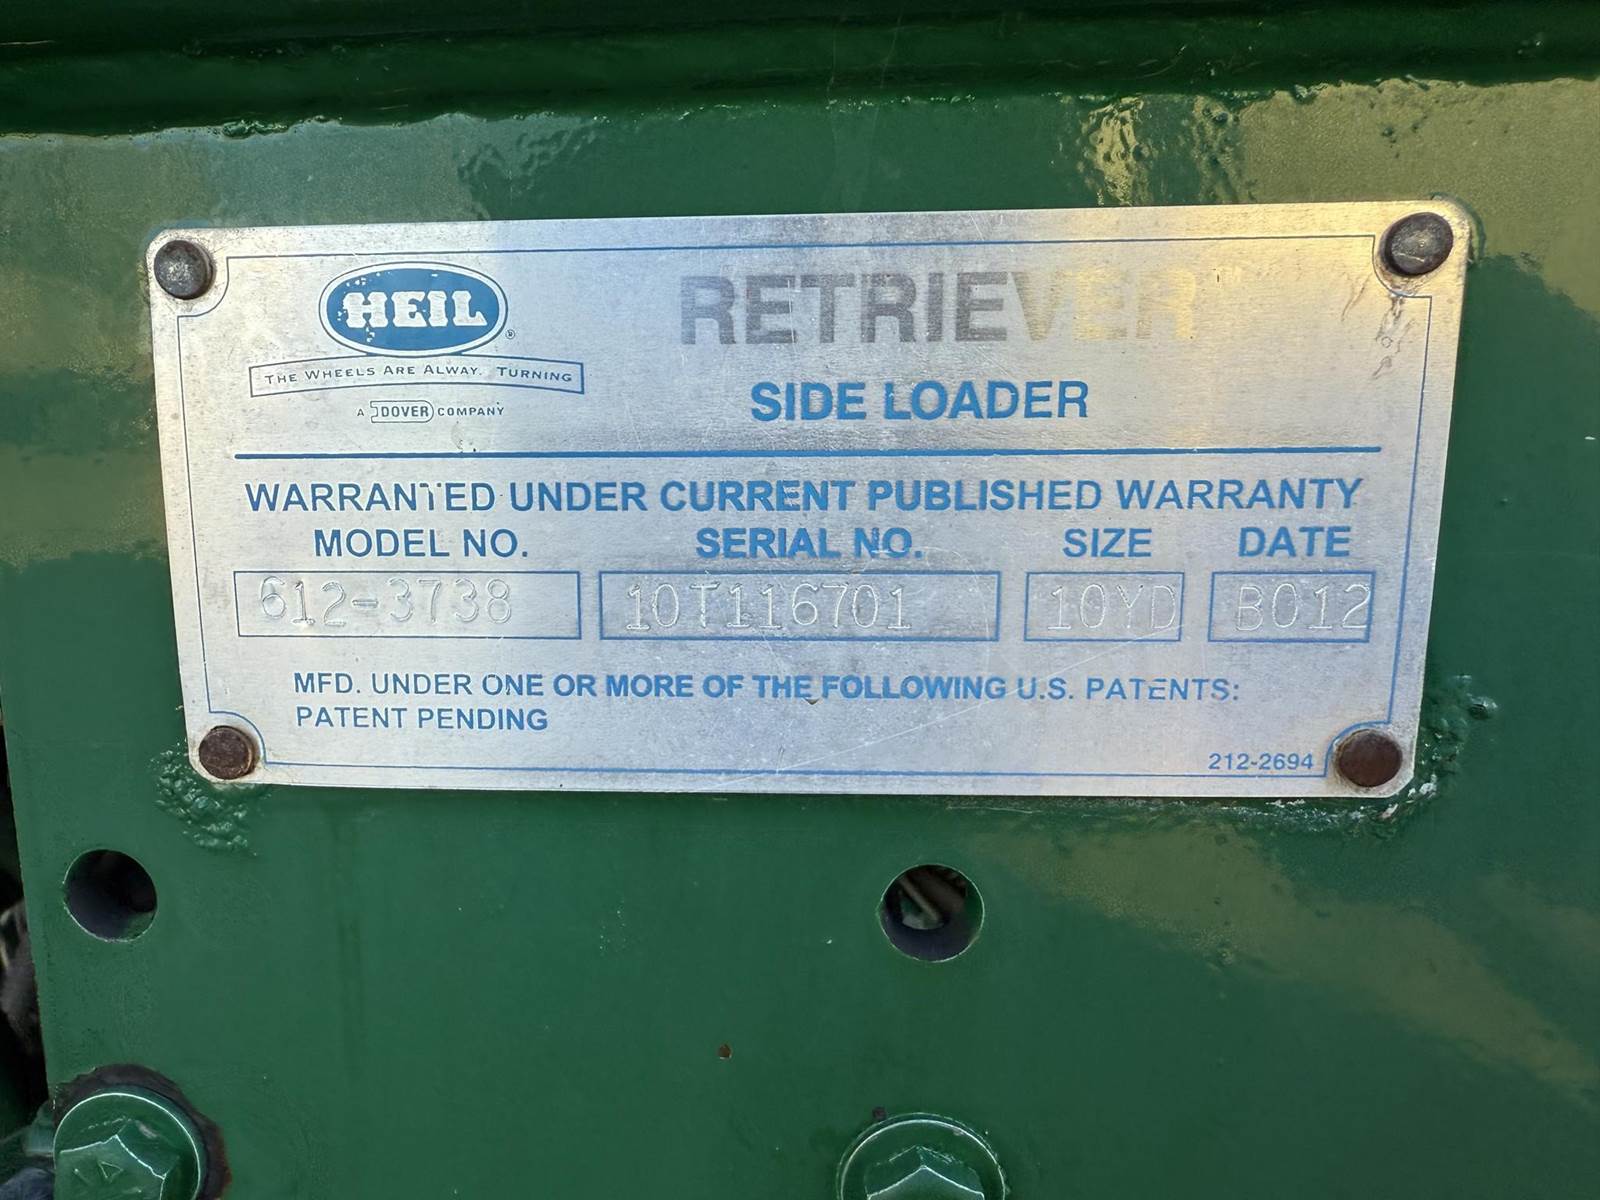 HEIL®
RETRIEVER™
THE WHEELS ARE ALWAY. TURNING
A DOVER COMPANY
SIDE LOADER
WARRANTED UNDER CURRENT PUBLISHED WARRANTY
MODEL NO. SERIAL NO. SIZE DATE
612-3738 10T116701 10YD B012
MFD. UNDER ONE OR MORE OF THE FOLLOWING U.S. PATENTS:
PATENT PENDING
212-2694